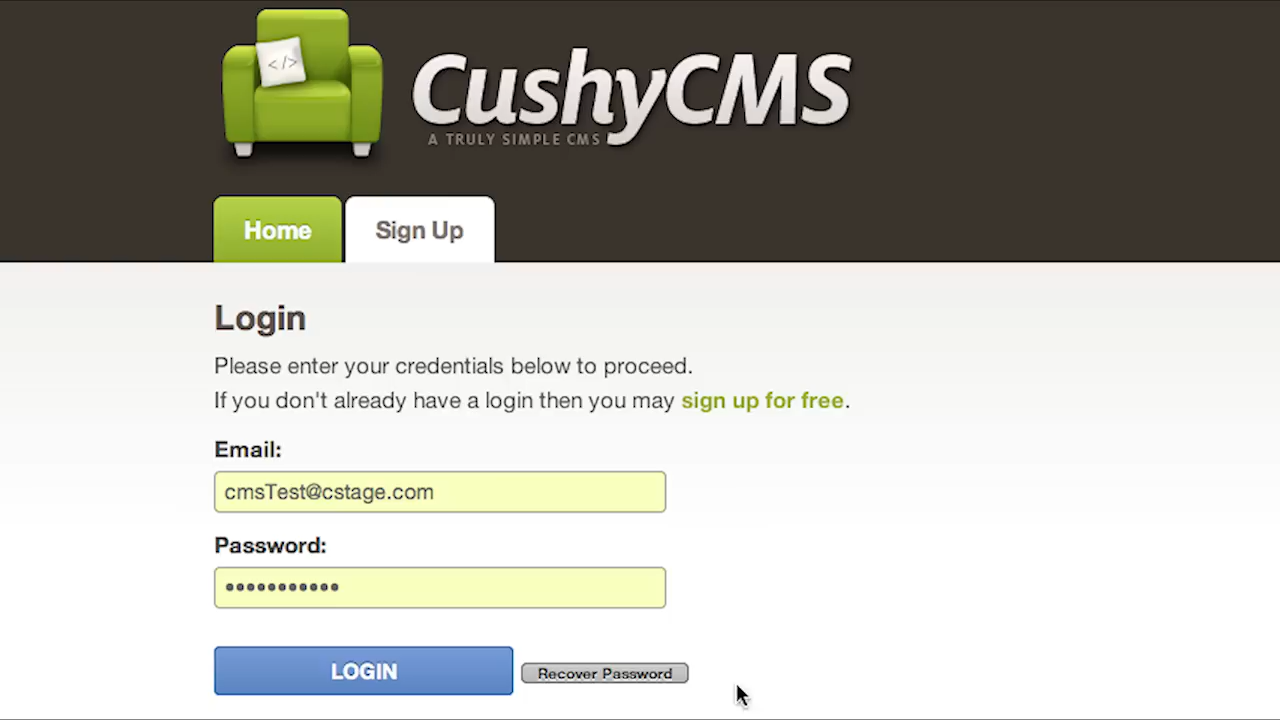 </>
CushyCMS
A TRULY SIMPLE CMS
Home
Sign Up
Login
Please enter your credentials below to proceed.
If you don't already have a login then you may sign up for free.
Email:
cmsTest@cstage.com
Password:
•••••••••••
LOGIN
Recover Password